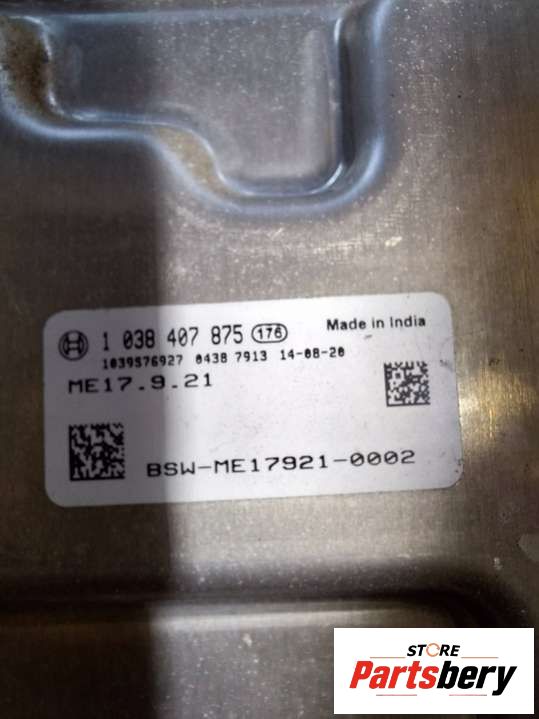 1 038 407 875 176 Made in India
1039S76927 0438 7913 14-08-20
ME17.9.21
BSW-ME17921-0002
STORE
Partsbery